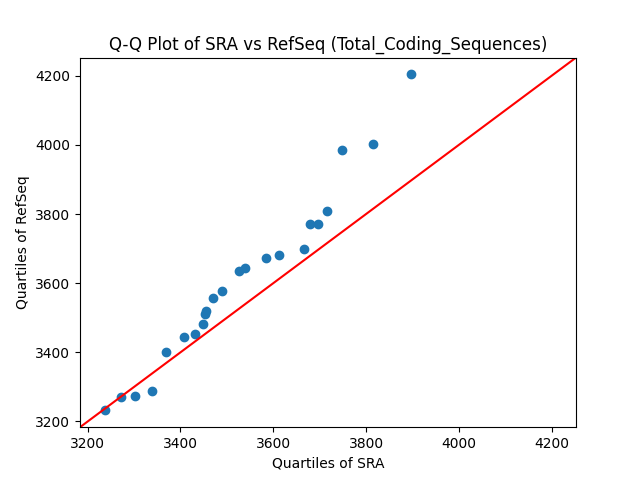 Q-Q Plot of SRA vs RefSeq (Total_Coding_Sequences)
4200
4000
3800
3600
3400
3200
Quartiles of RefSeq
3200 3400 3600 3800 4000 4200
Quartiles of SRA